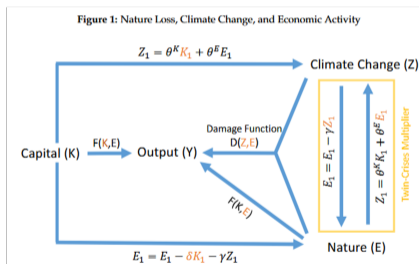 Figure 1: Nature Loss, Climate Change, and Economic Activity
Z₁ = θᴷK₁ + θᴱE₁
Climate Change (Z)
Damage Function
D(Z,E)
F(K,E)
Capital (K)
Output (Y)
E₁ = E₁ − γZ₁
Z₁ = θᴷK₁ + θᴱE₁
Twin-Crises Multiplier
F(K,E)
Nature (E)
E₁ = E₁ − δK₁ − γZ₁